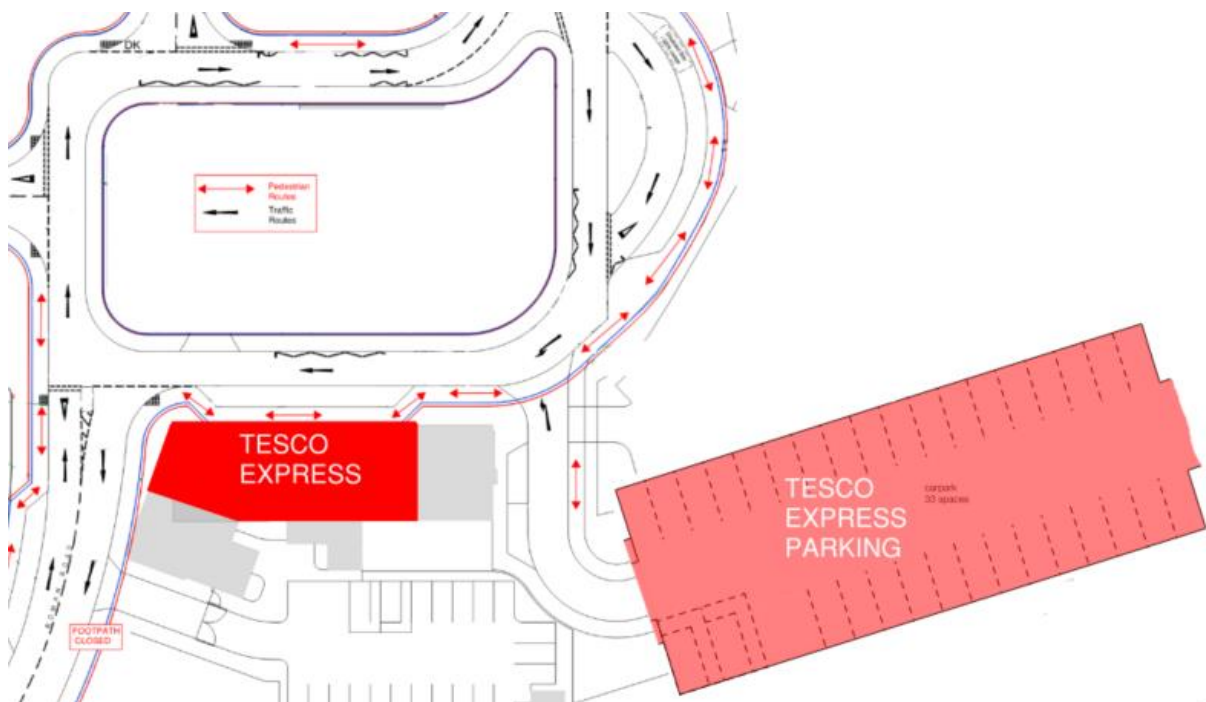 DK
Pedestrian
Routes
Traffic
Routes
TESCO
EXPRESS
TESCO
EXPRESS
PARKING
carpark
33 spaces
FOOTPATH
CLOSED